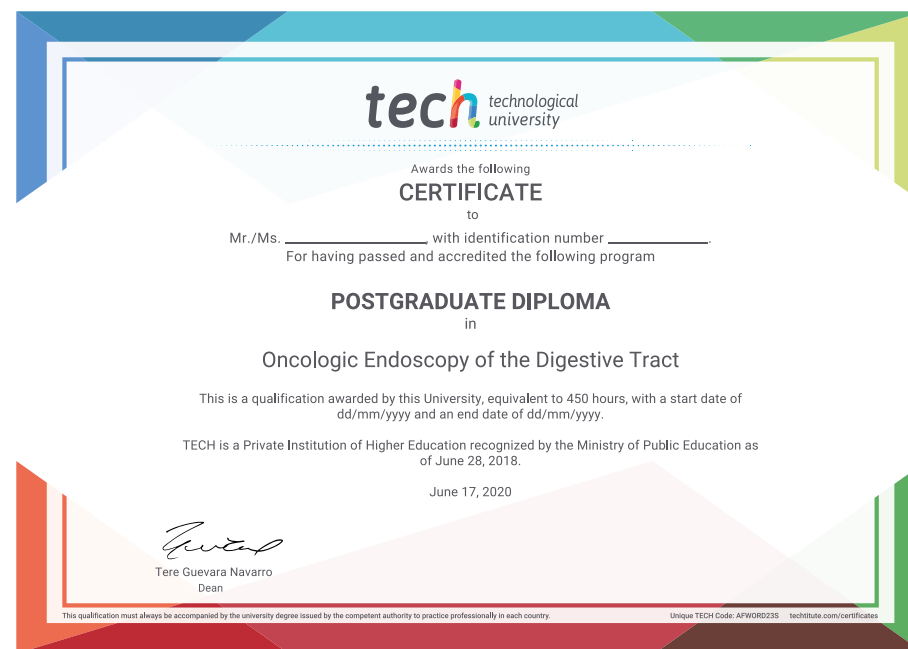 tech technological
university
Awards the following
CERTIFICATE
to
Mr./Ms. ____________________, with identification number ______________.
For having passed and accredited the following program
POSTGRADUATE DIPLOMA
in
Oncologic Endoscopy of the Digestive Tract
This is a qualification awarded by this University, equivalent to 450 hours, with a start date of
dd/mm/yyyy and an end date of dd/mm/yyyy.
TECH is a Private Institution of Higher Education recognized by the Ministry of Public Education as
of June 28, 2018.
June 17, 2020
Tere Guevara Navarro
Dean
This qualification must always be accompanied by the university degree issued by the competent authority to practice professionally in each country.
Unique TECH Code: AFWORD23S techtitute.com/certificates